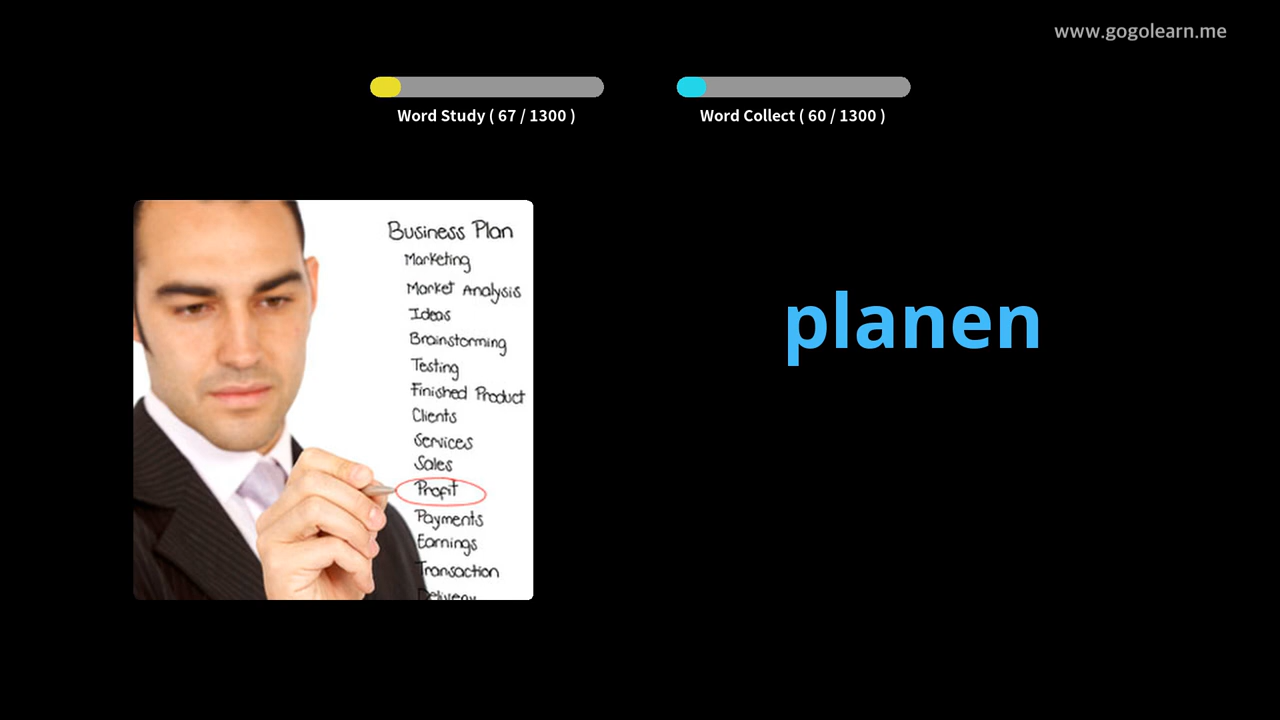 www.gogolearn.me
Word Study ( 67 / 1300 )
Word Collect ( 60 / 1300 )
Business Plan
Marketing
Market Analysis
Ideas
Brainstorming
Testing
Finished Product
Clients
Services
Sales
Profit
Payments
Earnings
Transaction
Delivery
planen